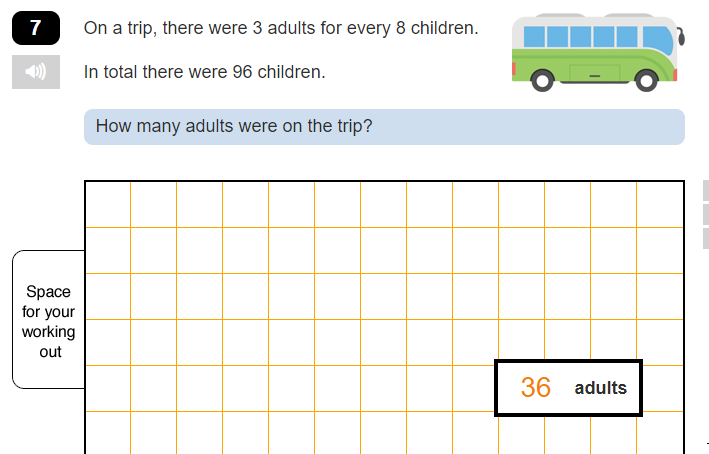 7
On a trip, there were 3 adults for every 8 children.
In total there were 96 children.
How many adults were on the trip?
Space
for your
working
out
36 adults